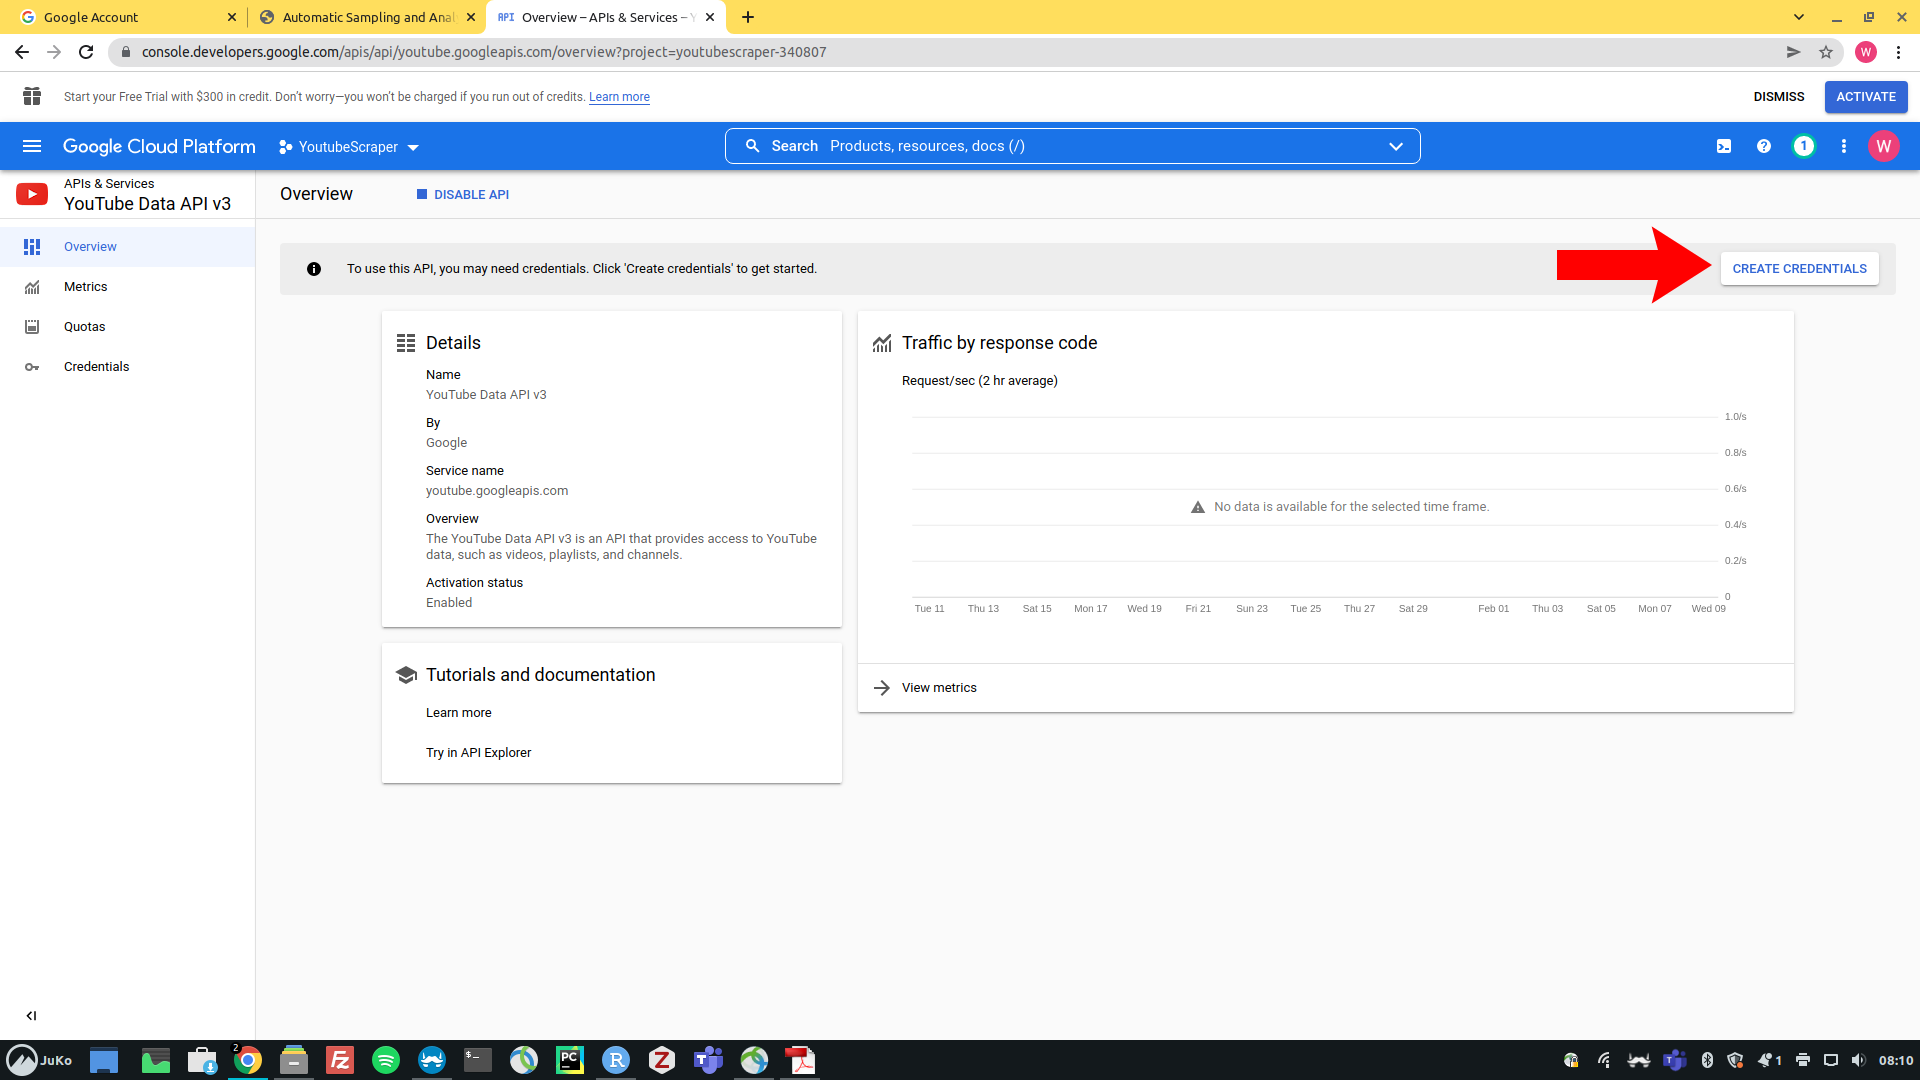 Google Account
Automatic Sampling and Anal
API Overview – APIs & Services – Y
console.developers.google.com/apis/api/youtube.googleapis.com/overview?project=youtubescraper-340807
W
Start your Free Trial with $300 in credit. Don’t worry—you won’t be charged if you run out of credits. Learn more
DISMISS
ACTIVATE
Google Cloud Platform
YoutubeScraper
Search Products, resources, docs (/)
1
W
APIs & Services
YouTube Data API v3
Overview
DISABLE API
Overview
Metrics
Quotas
Credentials
To use this API, you may need credentials. Click 'Create credentials' to get started.
CREATE CREDENTIALS
Details
Name
YouTube Data API v3
By
Google
Service name
youtube.googleapis.com
Overview
The YouTube Data API v3 is an API that provides access to YouTube
data, such as videos, playlists, and channels.
Activation status
Enabled
Tutorials and documentation
Learn more
Try in API Explorer
Traffic by response code
Request/sec (2 hr average)
1.0/s
0.8/s
0.6/s
No data is available for the selected time frame.
0.4/s
0.2/s
0
Tue 11 Thu 13 Sat 15 Mon 17 Wed 19 Fri 21 Sun 23 Tue 25 Thu 27 Sat 29 Feb 01 Thu 03 Sat 05 Mon 07 Wed 09
View metrics
JuKo
2
FZ
$_
PC
R
Z
T
T
1
08:10